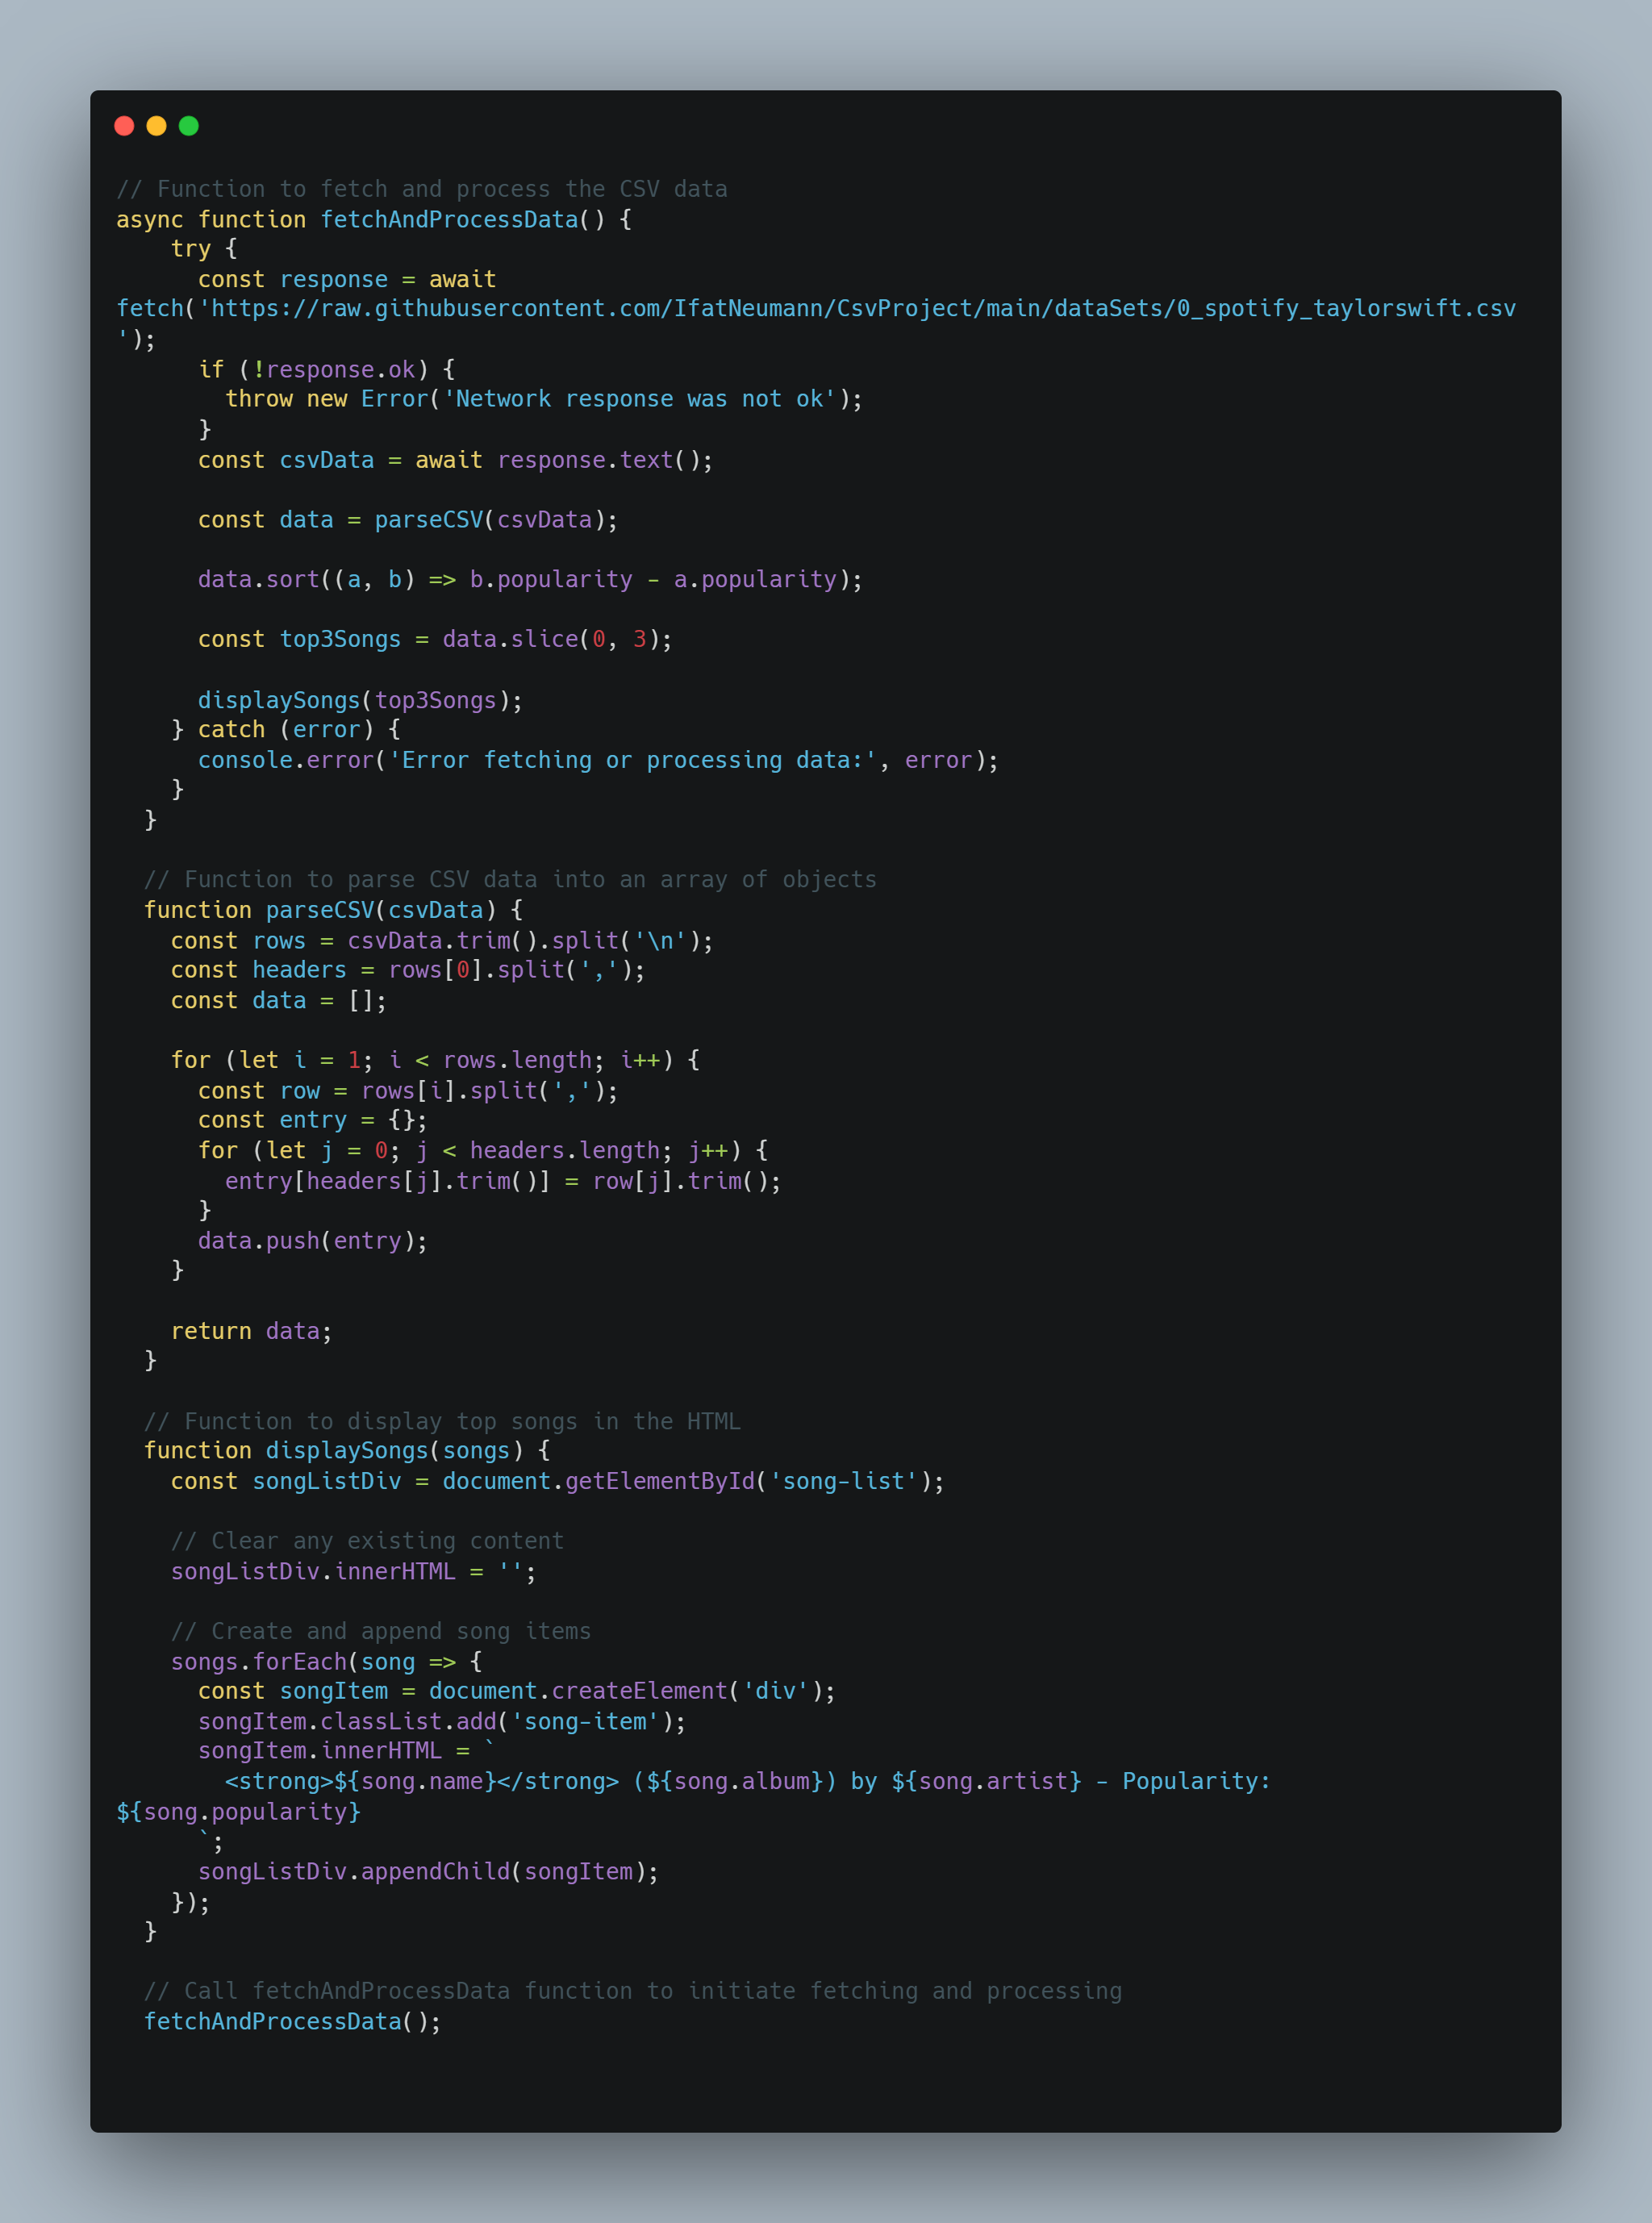 // Function to fetch and process the CSV data
async function fetchAndProcessData() {
    try {
      const response = await
fetch('https://raw.githubusercontent.com/IfatNeumann/CsvProject/main/dataSets/0_spotify_taylorswift.csv
');
      if (!response.ok) {
        throw new Error('Network response was not ok');
      }
      const csvData = await response.text();

      const data = parseCSV(csvData);

      data.sort((a, b) => b.popularity - a.popularity);

      const top3Songs = data.slice(0, 3);

      displaySongs(top3Songs);
    } catch (error) {
      console.error('Error fetching or processing data:', error);
    }
  }

  // Function to parse CSV data into an array of objects
  function parseCSV(csvData) {
    const rows = csvData.trim().split('\n');
    const headers = rows[0].split(',');
    const data = [];

    for (let i = 1; i < rows.length; i++) {
      const row = rows[i].split(',');
      const entry = {};
      for (let j = 0; j < headers.length; j++) {
        entry[headers[j].trim()] = row[j].trim();
      }
      data.push(entry);
    }

    return data;
  }

  // Function to display top songs in the HTML
  function displaySongs(songs) {
    const songListDiv = document.getElementById('song-list');

    // Clear any existing content
    songListDiv.innerHTML = '';

    // Create and append song items
    songs.forEach(song => {
      const songItem = document.createElement('div');
      songItem.classList.add('song-item');
      songItem.innerHTML = `
        <strong>${song.name}</strong> (${song.album}) by ${song.artist} - Popularity:
${song.popularity}
      `;
      songListDiv.appendChild(songItem);
    });
  }

  // Call fetchAndProcessData function to initiate fetching and processing
  fetchAndProcessData();